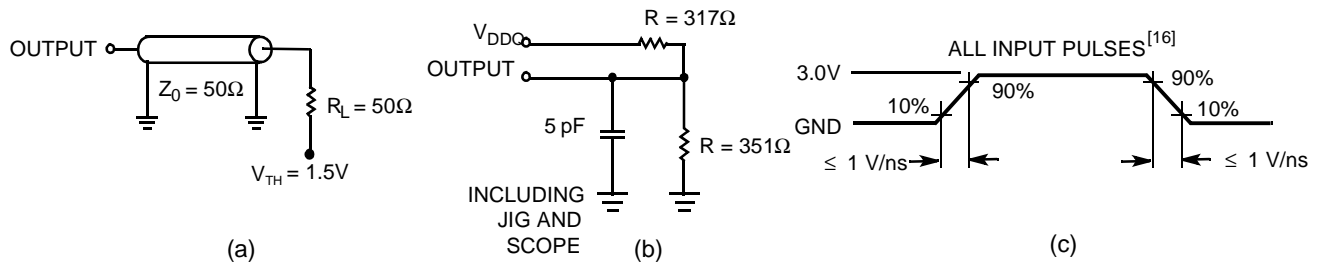 OUTPUT
Z0 = 50Ω
RL = 50Ω
VTH = 1.5V
(a)
R = 317Ω
VDDQ
OUTPUT
5 pF
R = 351Ω
INCLUDING
JIG AND
SCOPE
(b)
ALL INPUT PULSES[16]
3.0V
GND
10%
90%
90%
10%
≤ 1 V/ns
≤ 1 V/ns
(c)